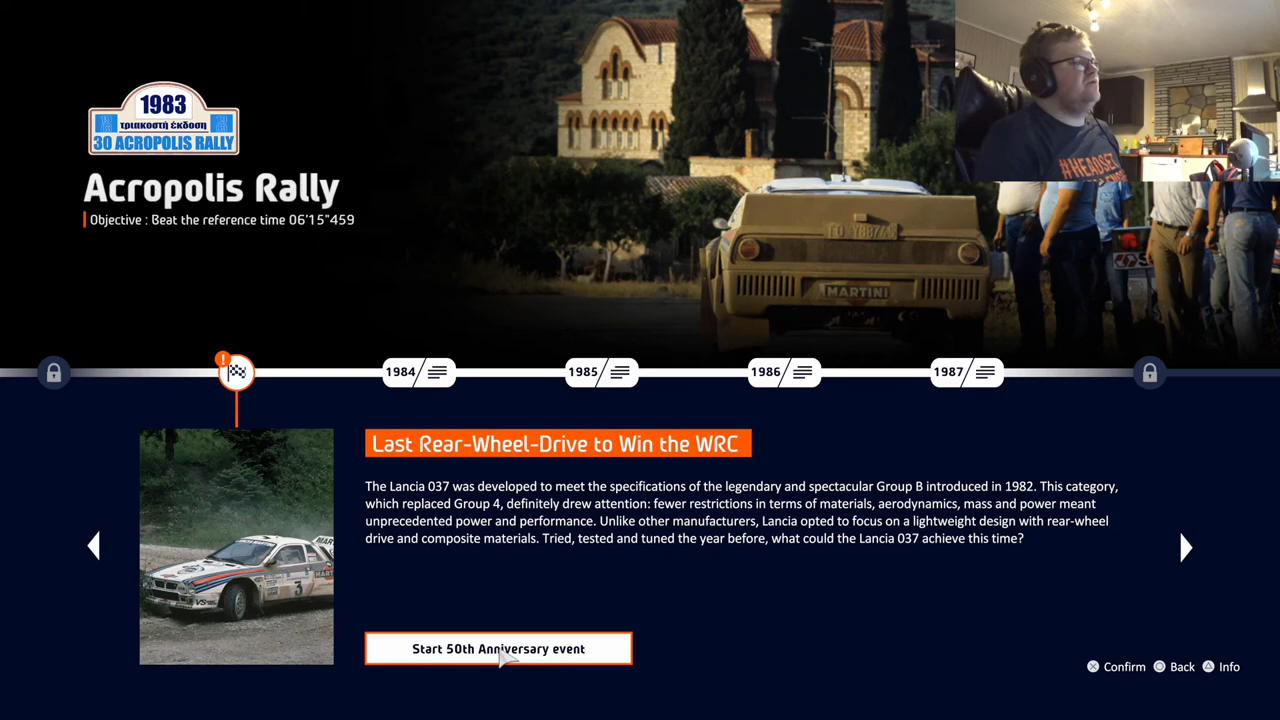 1983
τριακοστή έκδοση
30 ACROPOLIS RALLY
Acropolis Rally
Objective : Beat the reference time 06'15"459
MARTINI
#HEADSET
1984
1985
1986
1987
Last Rear-Wheel-Drive to Win the WRC
The Lancia 037 was developed to meet the specifications of the legendary and spectacular Group B introduced in 1982. This category,
which replaced Group 4, definitely drew attention: fewer restrictions in terms of materials, aerodynamics, mass and power meant
unprecedented power and performance. Unlike other manufacturers, Lancia opted to focus on a lightweight design with rear-wheel
drive and composite materials. Tried, tested and tuned the year before, what could the Lancia 037 achieve this time?
3
Start 50th Anniversary event
Confirm
Back
Info